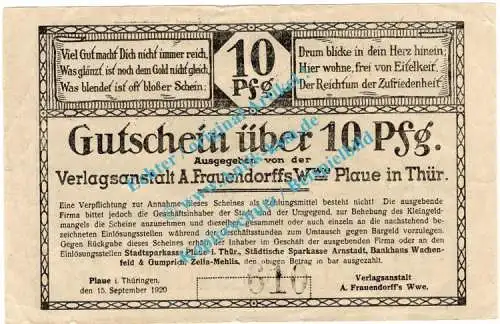 Viel Gut macht Dich nicht immer reich,
Was glänzt ist noch dem Gold nicht gleich,
Was blendet ist oft bloßer Schein:
10
Pfg
Drum blicke in dein Herz hinein;
Hier wohne, frei von Eitelkeit,
Der Reichtum der Zufriedenheit
Gutschein über 10 Pfg.
Ausgegeben von der
Verlagsanstalt A. Frauendorffs Wwe Plaue in Thür.
Eine Verpflichtung zur Annahme dieses Scheines als Zahlungsmittel besteht nicht! Die ausgebende
Firma bittet jedoch die Geschäftsinhaber der Stadt und der Umgegend, zur Behebung der Kleingeld-
mangels die Scheine anzunehmen und diese gesammelt oder auch einzeln an die nachstehend be-
zeichneten Einlösungsstellen während der Geschäftsstunden zum Umtausch gegen Bargeld vorzulegen.
Gegen Rückgabe dieses Scheines erhält der Inhaber im Geschäft der ausgebenden Firma oder an den
Einlösungsstellen Stadtsparkasse Plaue i. Thür., Städtische Sparkasse Arnstadt, Bankhaus Wachen-
feld & Gumprich, Zella-Mehlis, den obigen Betrag in bar ausgezahlt.
Plaue i. Thüringen,
den 15. September 1920
610
Verlagsanstalt
A. Frauendorff's Wwe.